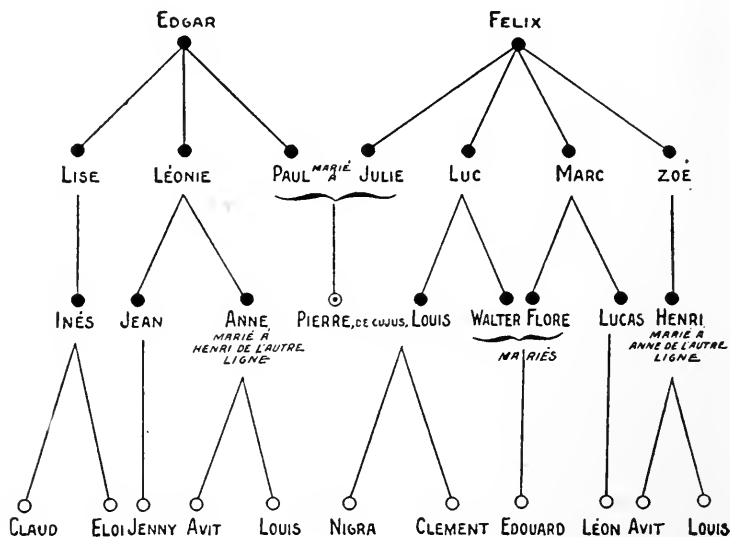 EDGAR FELIX
LISE LÉONIE PAUL MARIÉ À JULIE LUC MARC ZOÉ
INÉS JEAN ANNE PIERRE, DE CUJUS, LOUIS WALTER FLORE LUCAS HENRI
MARIÉ À
HENRI DE L'AUTRE
LIGNE
MARIÉS
MARIÉ À
ANNE DE L'AUTRE
LIGNE
CLAUD ELOI JENNY AVIT LOUIS NIGRA CLEMENT EDOUARD LÉON AVIT LOUIS